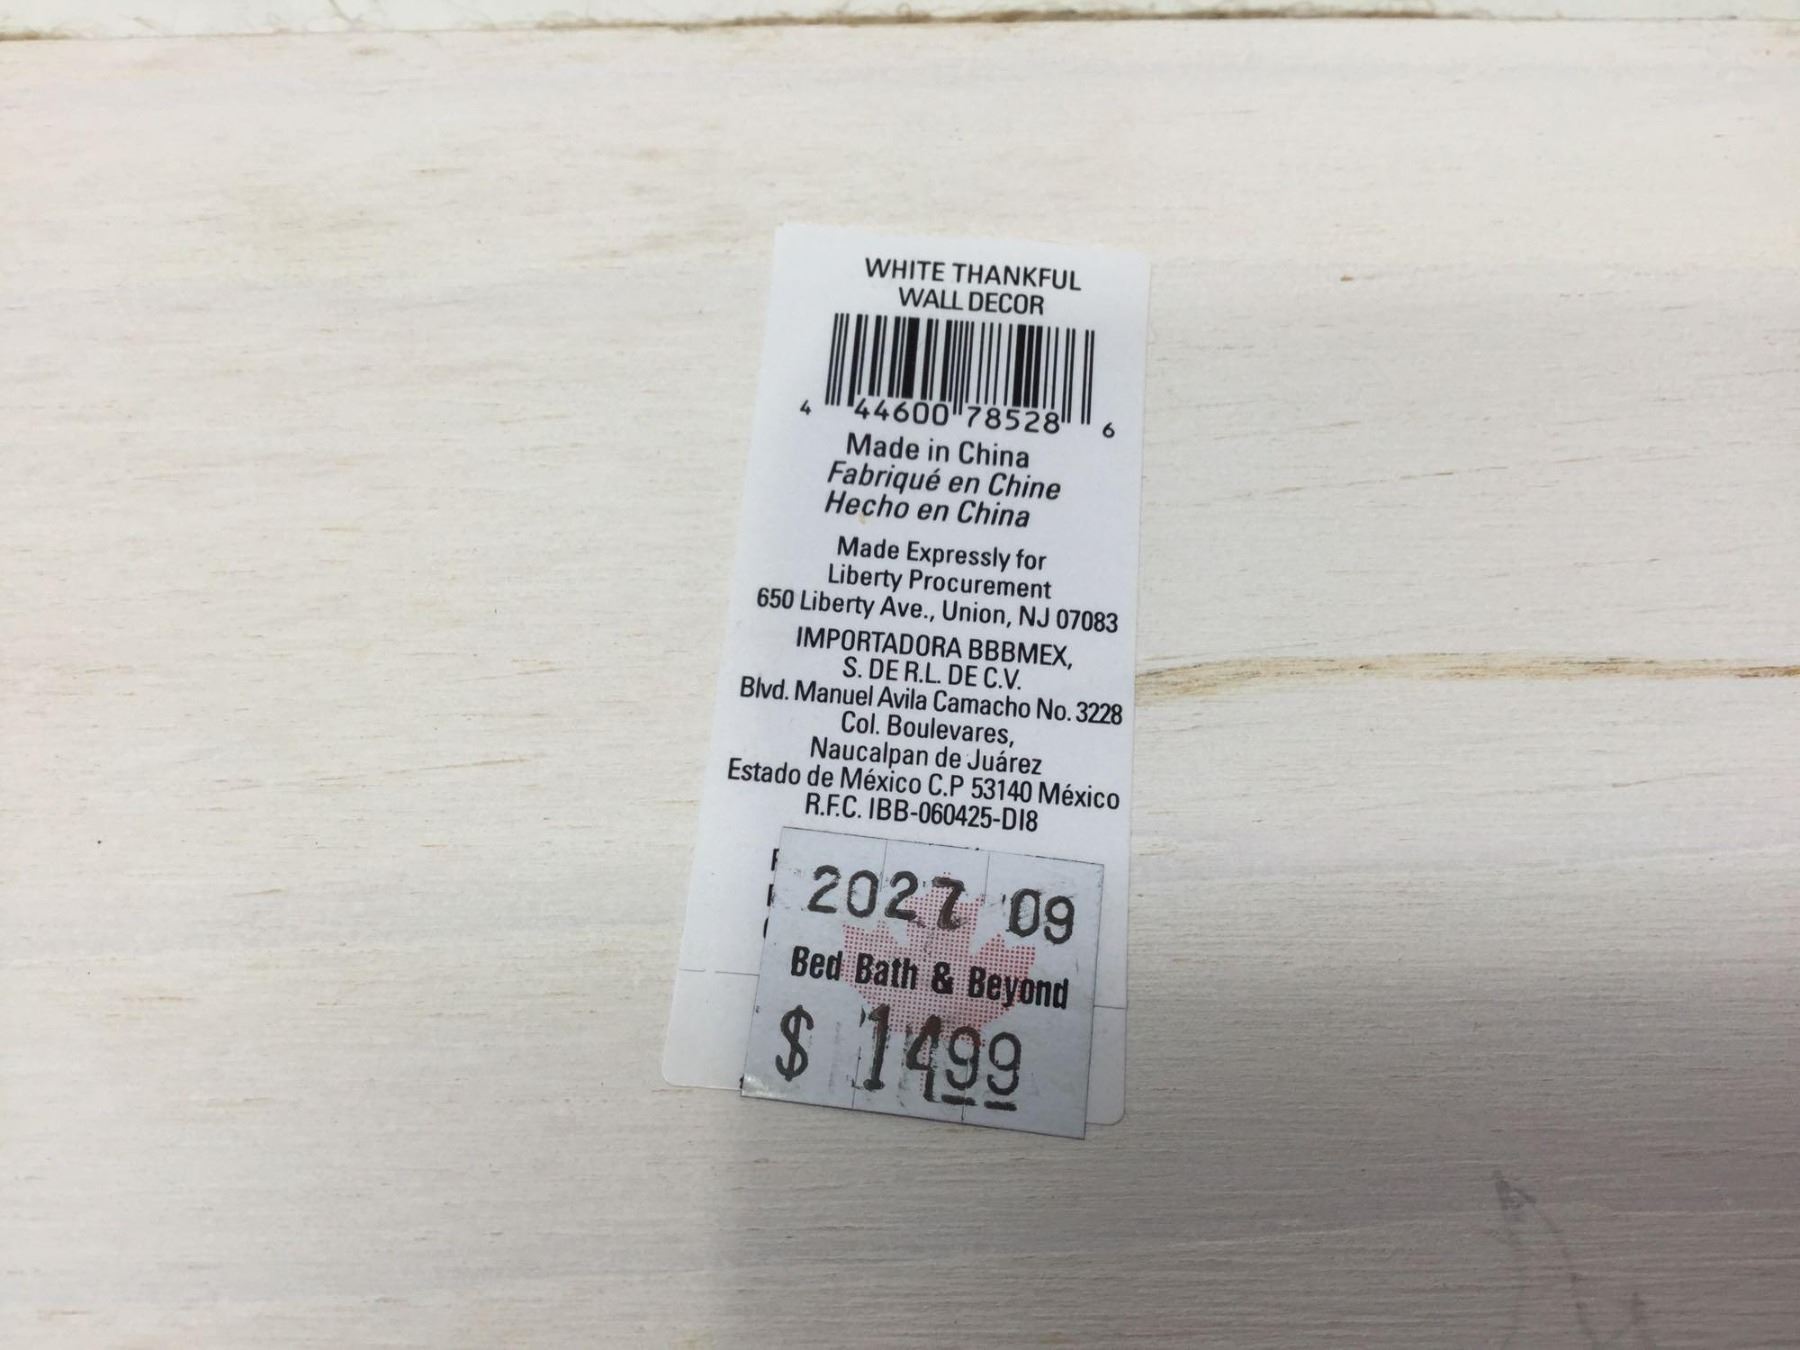 WHITE THANKFUL
WALL DECOR
4 44600 78528 6
Made in China
Fabriqué en Chine
Hecho en China
Made Expressly for
Liberty Procurement
650 Liberty Ave., Union, NJ 07083
IMPORTADORA BBBMEX,
S. DE R.L. DE C.V.
Blvd. Manuel Avila Camacho No. 3228
Col. Boulevares,
Naucalpan de Juárez
Estado de México C.P 53140 México
R.F.C. IBB-060425-DI8
2027 09
Bed Bath & Beyond
$ 1499